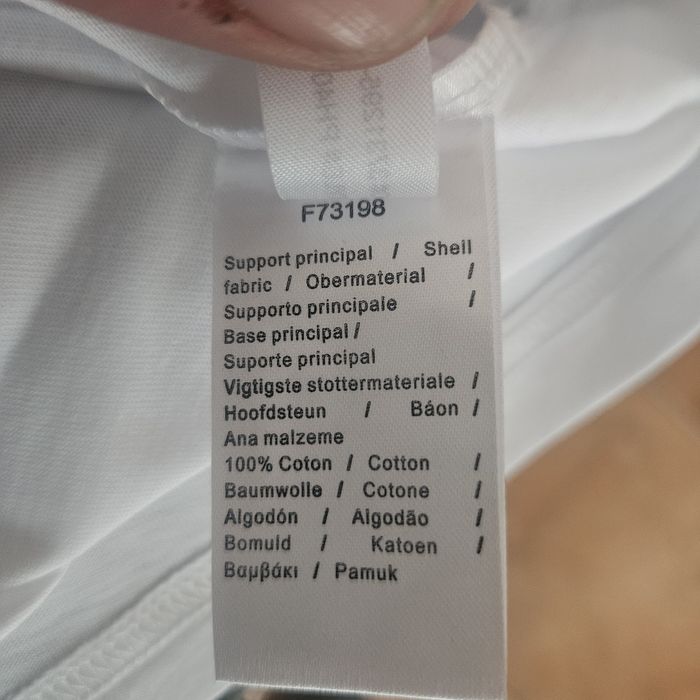 F73198
Support principal / Shell
fabric / Obermaterial /
Supporto principale /
Base principal /
Suporte principal
Vigtigste stottermateriale /
Hoofdsteun / Báon /
Ana malzeme
100% Coton / Cotton /
Baumwolle / Cotone /
Algodón / Algodão /
Bomuld / Katoen /
Βαμβάκι / Pamuk